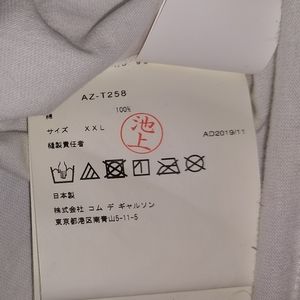 AZ-T258
綿 100%
サイズ XXL
縫製責任者 池上 AD2019/11
日本製
株式会社 コム デ ギャルソン
東京都港区南青山5-11-5